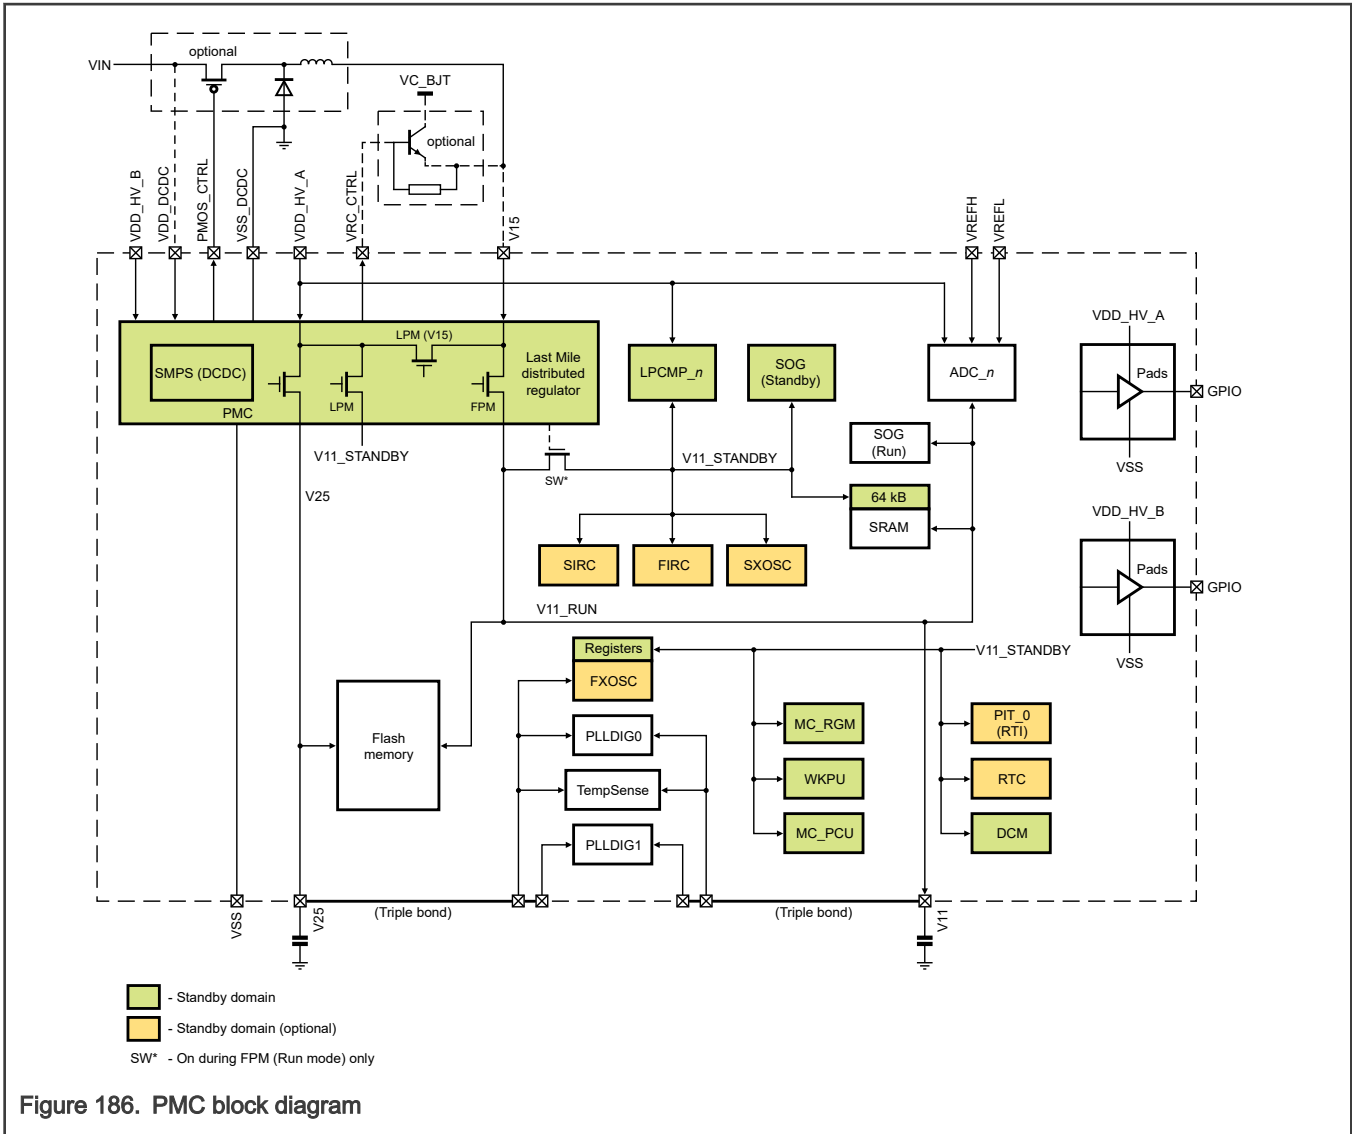 optional
VIN
VC_BJT
optional
VDD_HV_B
VDD_DCDC
PMOS_CTRL
VSS_DCDC
VDD_HV_A
VRC_CTRL
V15
VREFH
VREFL
LPM (V15)
SMPS (DCDC)
PMC
LPM
FPM
Last Mile
distributed
regulator
LPCMP_n
SOG
(Standby)
ADC_n
VDD_HV_A
Pads
GPIO
VSS
V11_STANDBY
V25
SW*
V11_STANDBY
SOG
(Run)
64 kB
SRAM
SIRC
FIRC
SXOSC
VDD_HV_B
Pads
GPIO
VSS
V11_RUN
Registers
FXOSC
V11_STANDBY
Flash
memory
PLLDIG0
TempSense
PLLDIG1
MC_RGM
WKPU
MC_PCU
PIT_0
(RTI)
RTC
DCM
VSS
V25
(Triple bond)
(Triple bond)
V11
- Standby domain
- Standby domain (optional)
SW* - On during FPM (Run mode) only
Figure 186. PMC block diagram